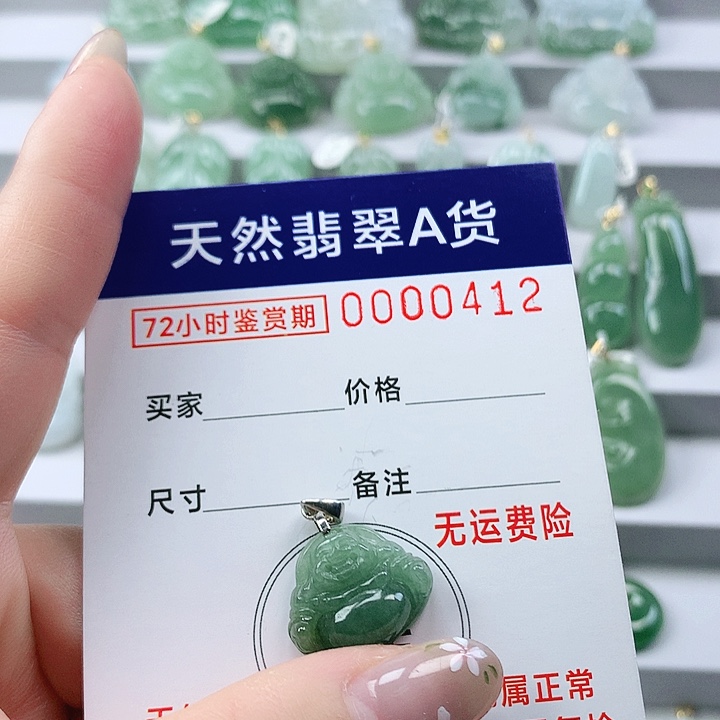 天然翡翠A货
72小时鉴赏期 0000412
买家 价格
尺寸 备注
无运费险
属正常